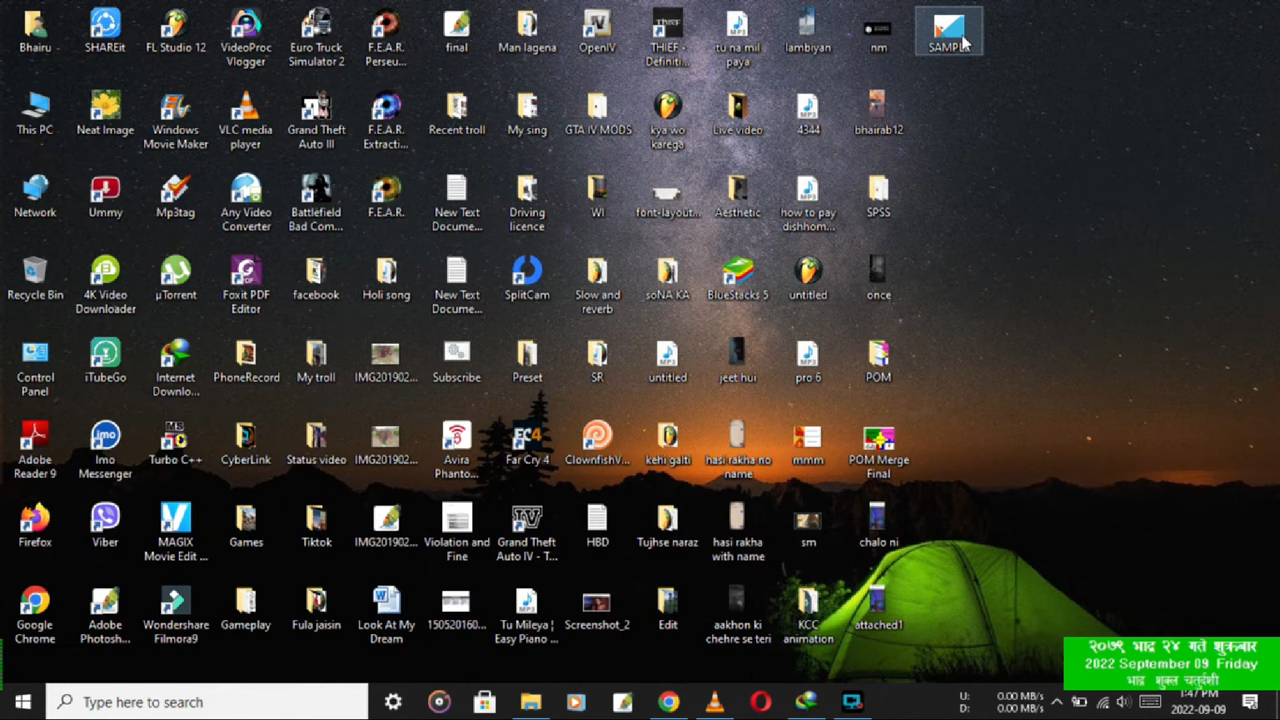 Bhairu
SHAREit
FL Studio 12
VideoProc
Vlogger
Euro Truck
Simulator 2
F.E.A.R.
Perseu...
final
Man lagena
OpenIV
THIEF -
Definiti...
tu na mil
paya
lambiyan
nm
This PC
Neat Image
Windows
Movie Maker
VLC media
player
Grand Theft
Auto III
F.E.A.R.
Extracti...
Recent troll
My sing
GTA IV MODS
kya wo
karega
Live video
4344
bhairab12
Network
Ummy
Mp3tag
Any Video
Converter
Battlefield
Bad Com...
F.E.A.R.
New Text
Docume...
Driving
licence
WI
font-layout...
Aesthetic
how to pay
dishhom...
SPSS
Recycle Bin
4K Video
Downloader
µTorrent
Foxit PDF
Editor
facebook
Holi song
New Text
Docume...
SplitCam
Slow and
reverb
soNA KA
BlueStacks 5
untitled
once
Control
Panel
iTubeGo
Internet
Downlo...
PhoneRecord
My troll
IMG201902...
Subscribe
Preset
SR
untitled
jeet hui
pro 6
POM
Adobe
Reader 9
Imo
Messenger
Turbo C++
CyberLink
Status video
IMG201902...
Avira
Phanto...
Far Cry 4
ClownfishV...
kehi galti
hasi rakha no
name
mmm
POM Merge
Final
Firefox
Viber
MAGIX
Movie Edit ...
Games
Tiktok
IMG201902...
Violation and
Fine
Grand Theft
Auto IV - T...
HBD
Tujhse naraz
hasi rakha
with name
sm
chalo ni
Google
Chrome
Adobe
Photosh...
Wondershare
Filmora9
Gameplay
Fula jaisin
Look At My
Dream
150520160...
Tu Mileya ¦
Easy Piano ...
Screenshot_2
Edit
aakhon ki
chehre se teri
KCC
animation
attached1
२०७९ भाद्र २४ गते शुक्रबार
2022 September 09 Friday
भाद्र शुक्ल चतुर्दशी
Type here to search
U: 0.00 MB/s
D: 0.00 MB/s
1:47 PM
2022-09-09